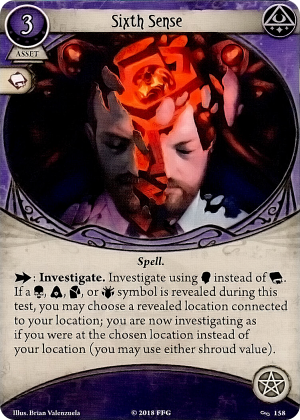 3
Sixth Sense
ASSET
Spell.
: Investigate. Investigate using instead of .
If a , , , or symbol is revealed during this
test, you may choose a revealed location connected
to your location; you are now investigating as
if you were at the chosen location instead of
your location (you may use either shroud value).
Illus. Brian Valenzuela
© 2018 FFG
158